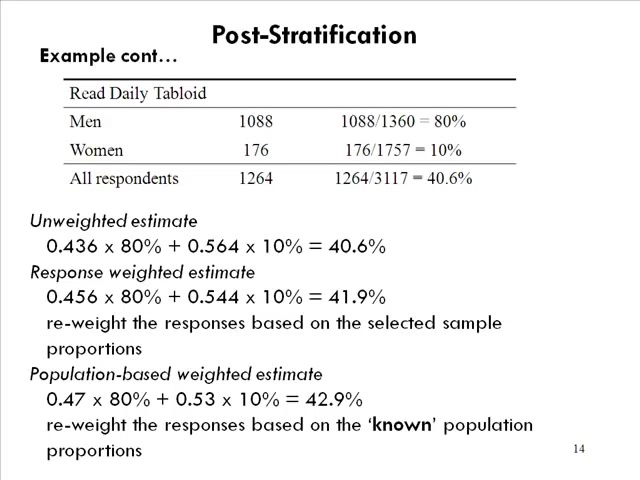 Post-Stratification
Example cont…
Read Daily Tabloid
Men 1088 1088/1360 = 80%
Women 176 176/1757 = 10%
All respondents 1264 1264/3117 = 40.6%
Unweighted estimate
0.436 x 80% + 0.564 x 10% = 40.6%
Response weighted estimate
0.456 x 80% + 0.544 x 10% = 41.9%
re-weight the responses based on the selected sample
proportions
Population-based weighted estimate
0.47 x 80% + 0.53 x 10% = 42.9%
re-weight the responses based on the ‘known’ population
proportions
14